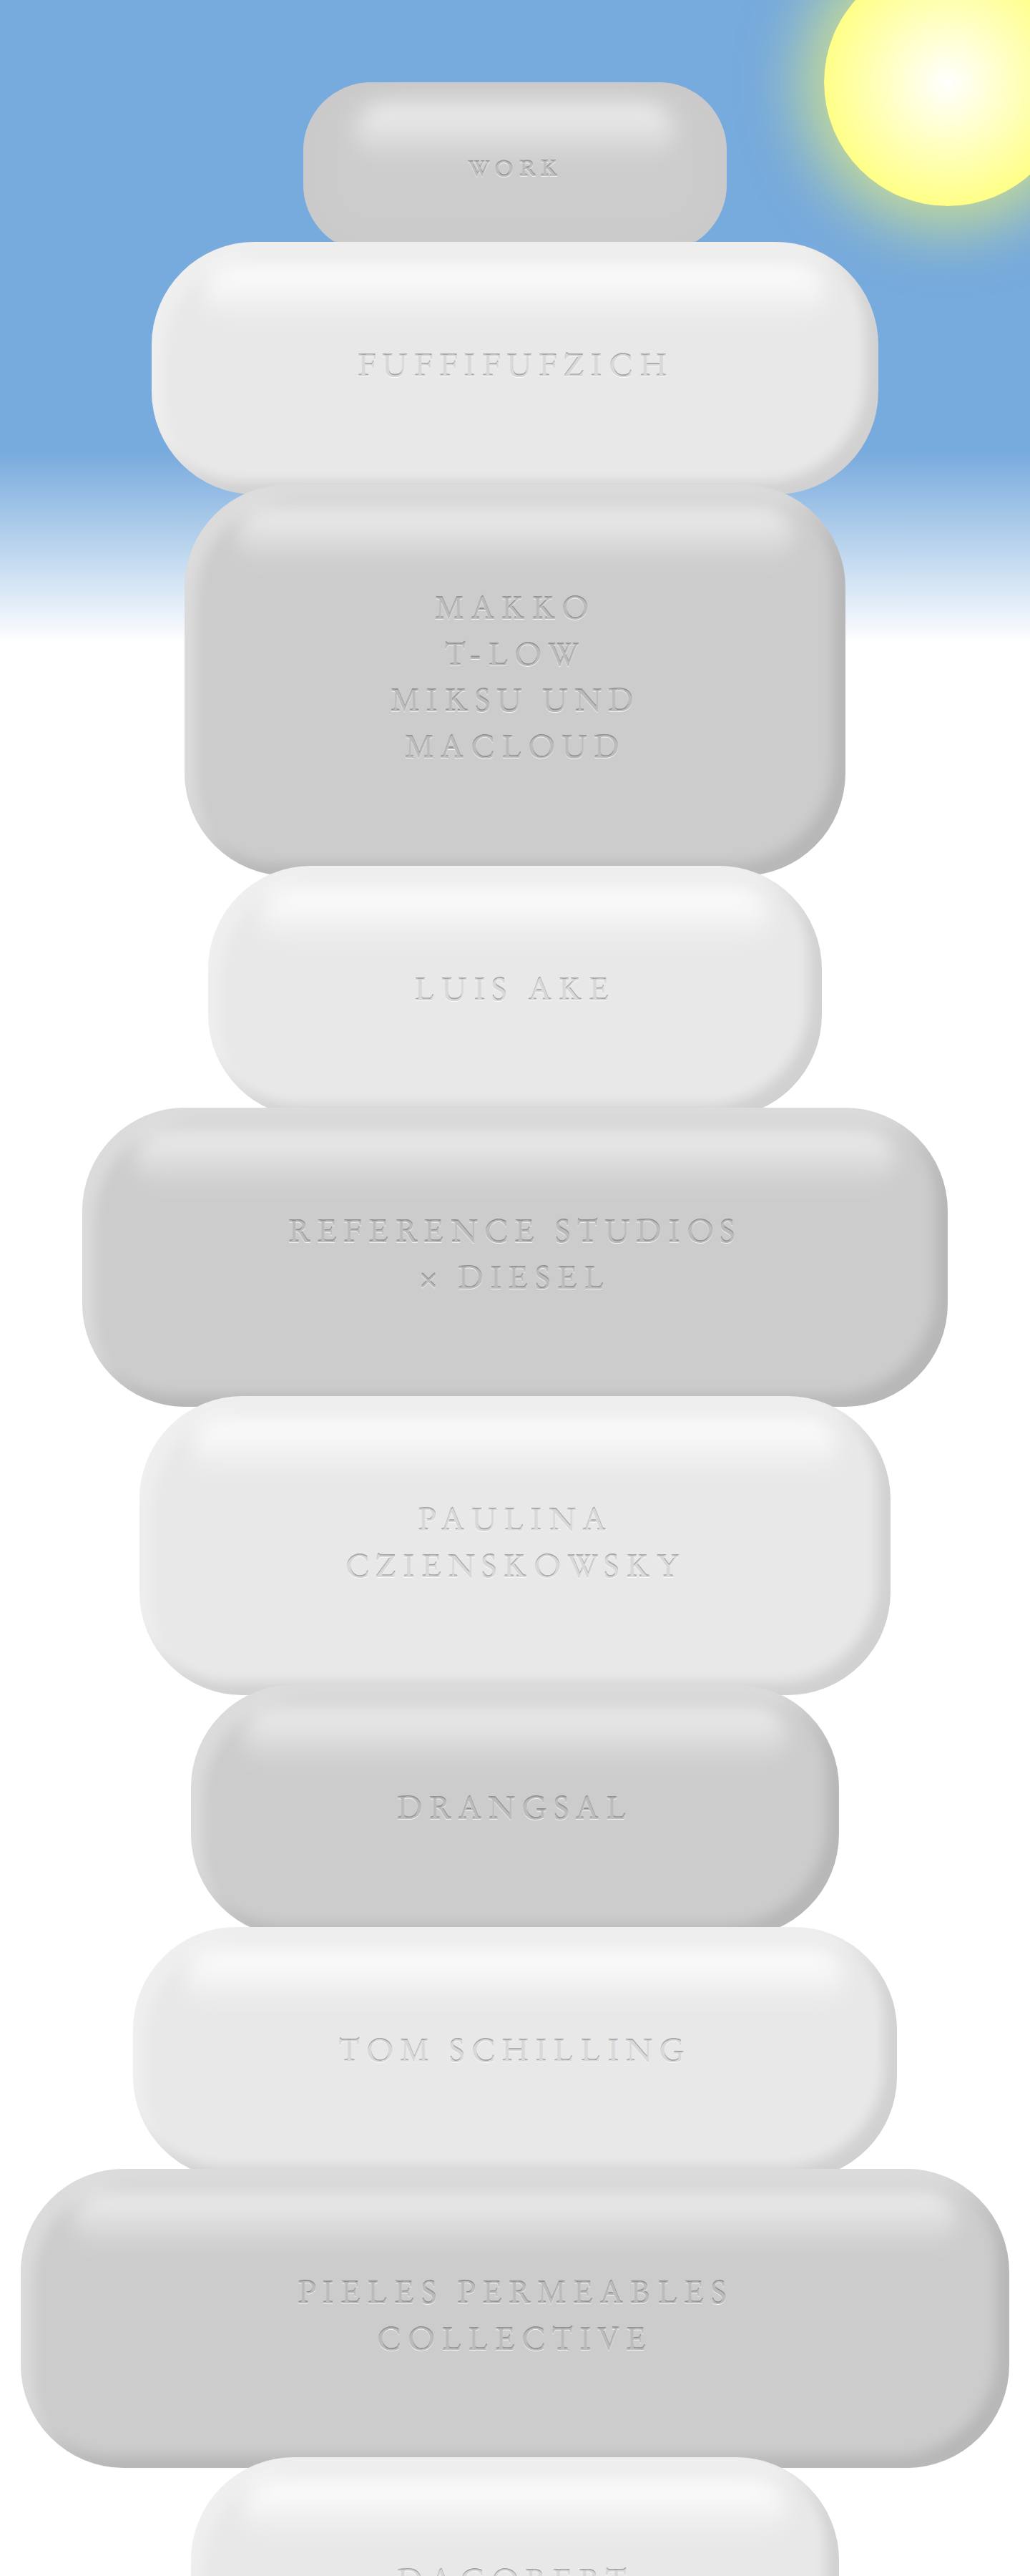 WORK
FUFFIFUFZICH
MAKKO
T-LOW
MIKSU UND
MACLOUD
LUIS AKE
REFERENCE STUDIOS
× DIESEL
PAULINA
CZIENSKOWSKY
DRANGSAL
TOM SCHILLING
PIELES PERMEABLES
COLLECTIVE
DAGOBERT